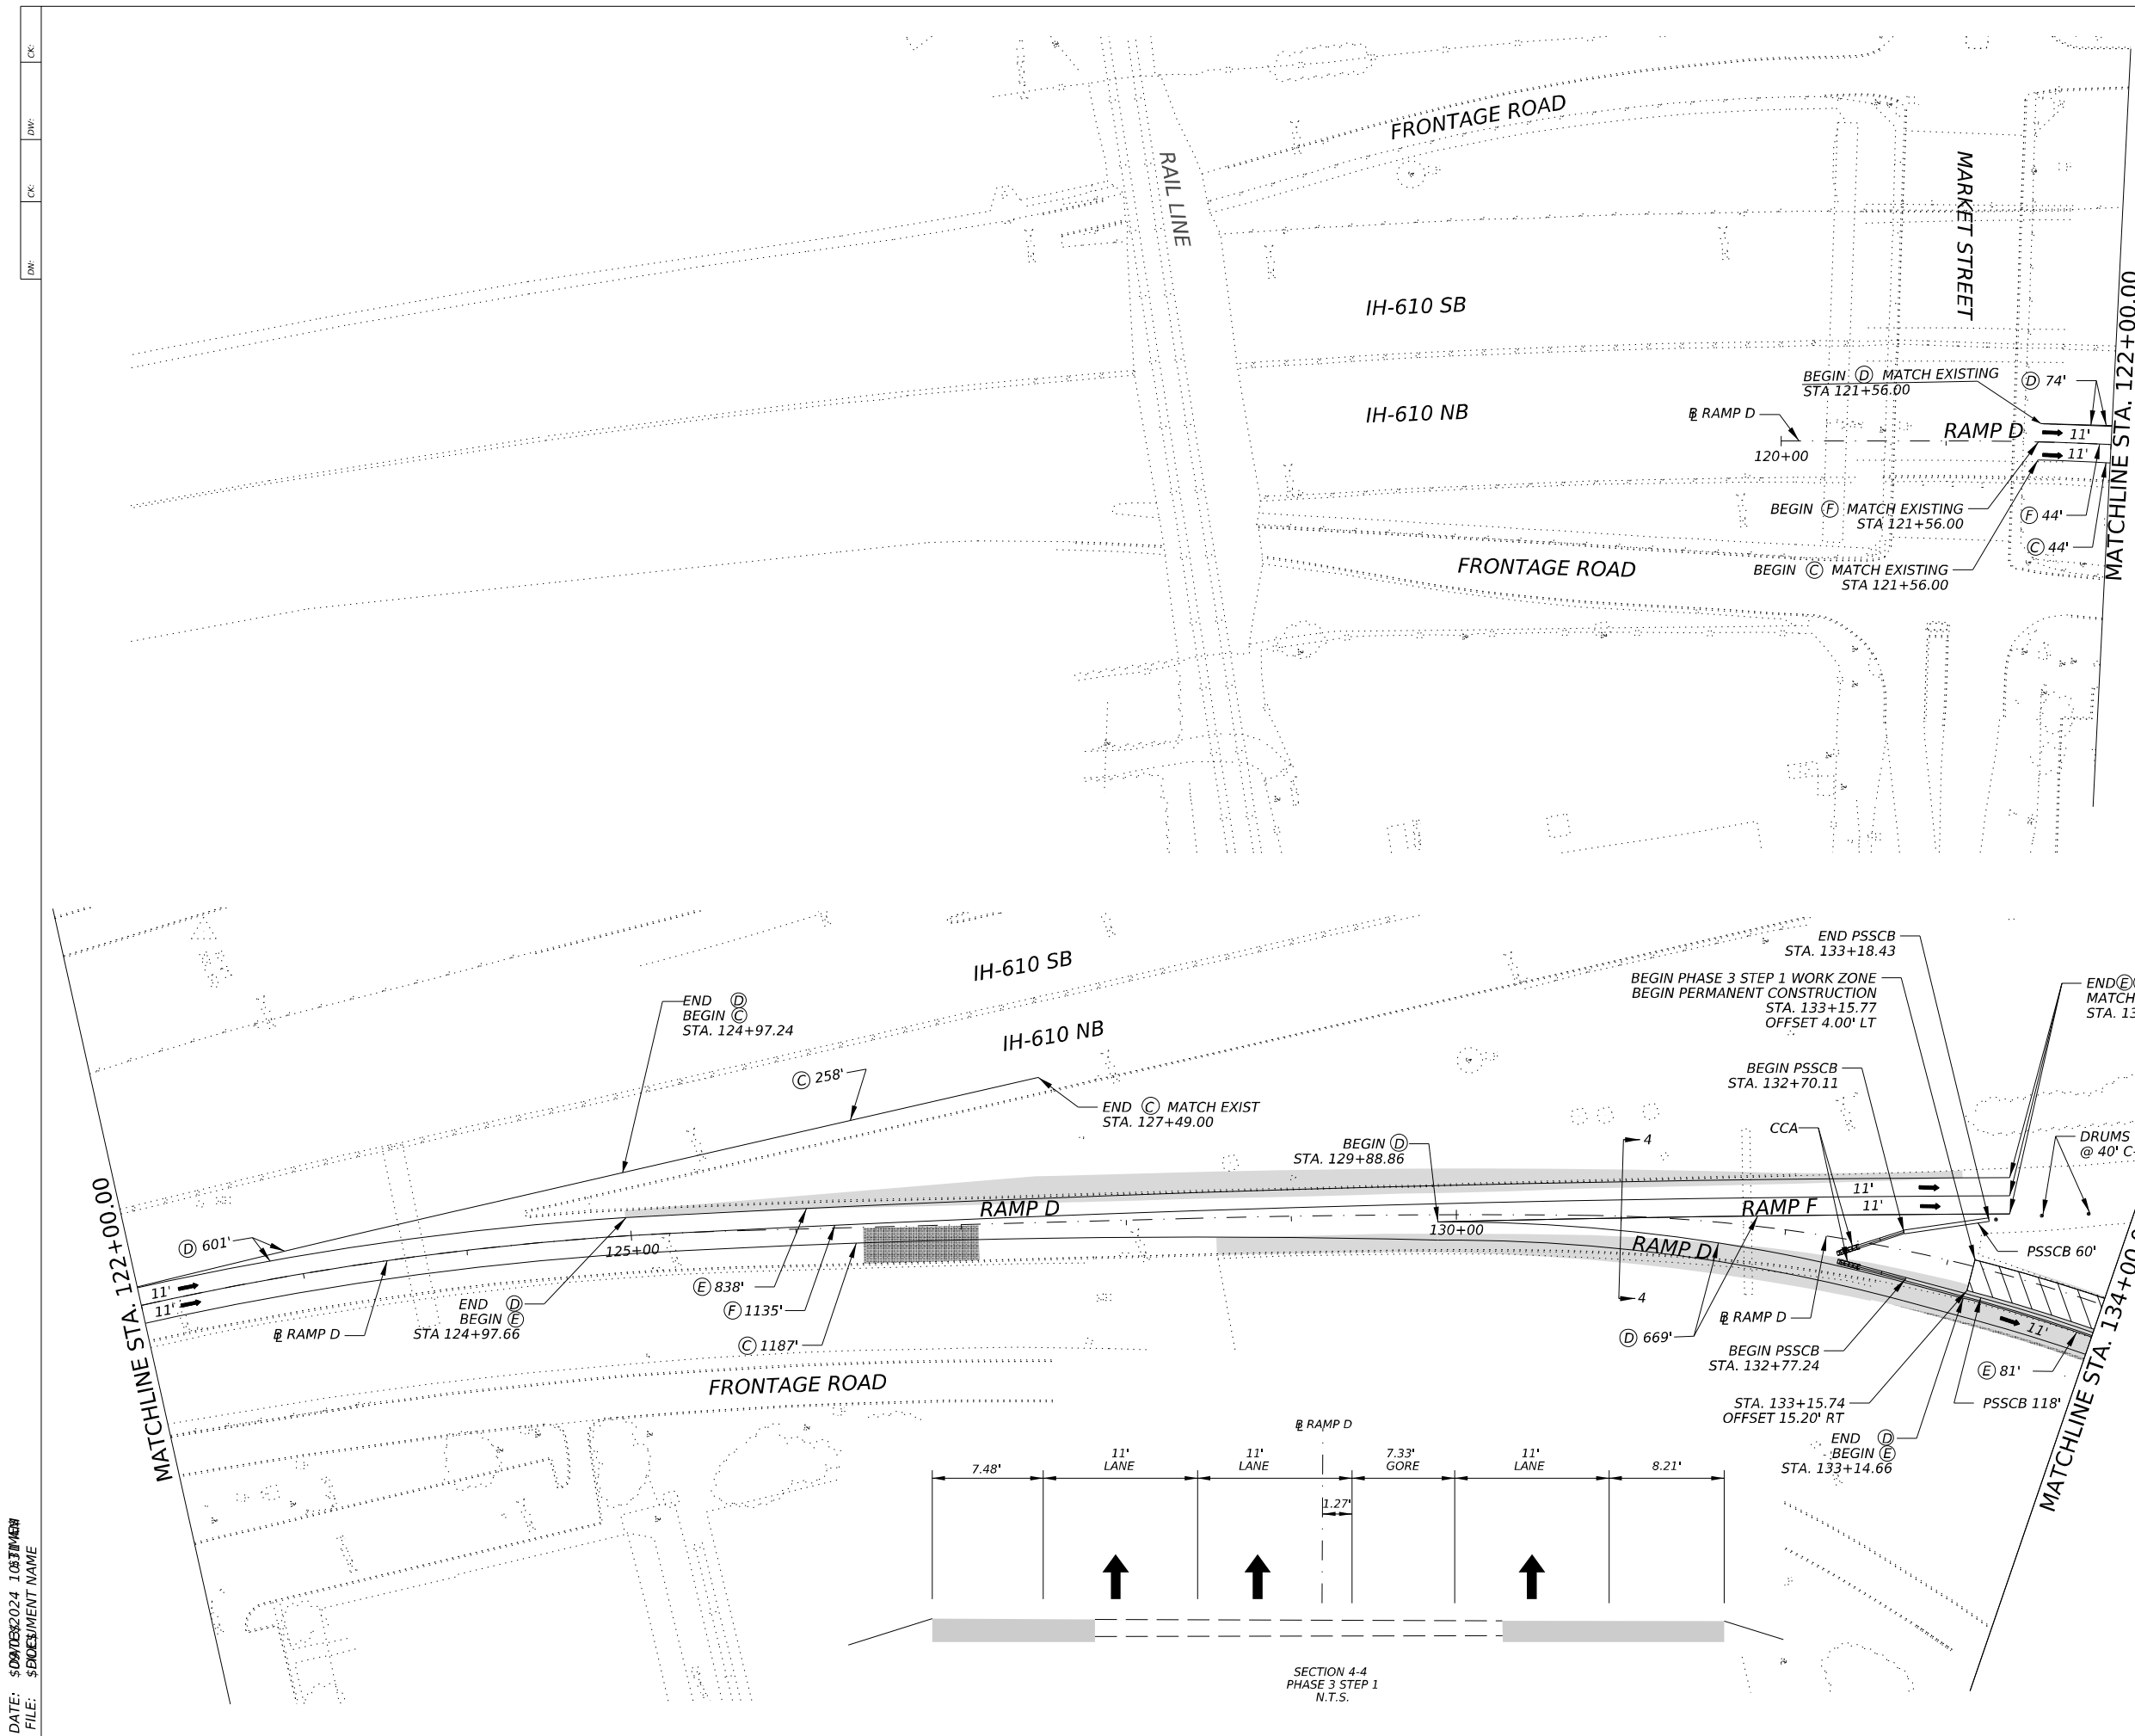 CK:
DW:
CK:
DN:
FRONTAGE ROAD
RAIL LINE
MARKET STREET
IH-610 SB
IH-610 NB
BEGIN Ⓓ MATCH EXISTING
STA 121+56.00
Ⓓ 74'
RAMP D
RAMP D
120+00
11'
11'
BEGIN Ⓕ MATCH EXISTING
STA 121+56.00
Ⓕ 44'
Ⓒ 44'
BEGIN Ⓒ MATCH EXISTING
STA 121+56.00
FRONTAGE ROAD
MATCHLINE STA. 122+00.00
IH-610 SB
IH-610 NB
END Ⓓ
BEGIN Ⓒ
STA. 124+97.24
Ⓒ 258'
END Ⓒ MATCH EXIST
STA. 127+49.00
END PSSCB
STA. 133+18.43
BEGIN PHASE 3 STEP 1 WORK ZONE
BEGIN PERMANENT CONSTRUCTION
STA. 133+15.77
OFFSET 4.00' LT
ENDⒺ
MATCH
STA. 13
BEGIN PSSCB
STA. 132+70.11
CCA
DRUMS
@ 40' C-
BEGIN Ⓓ
STA. 129+88.86
4
4
MATCHLINE STA. 122+00.00
Ⓓ 601'
11'
11'
RAMP D
END Ⓓ
BEGIN Ⓔ
STA 124+97.66
125+00
Ⓔ 838'
Ⓕ 1135'
Ⓒ 1187'
RAMP D
130+00
RAMP D
RAMP F
11'
11'
PSSCB 60'
Ⓓ 669'
RAMP D
BEGIN PSSCB
STA. 132+77.24
11'
Ⓔ 81'
STA. 133+15.74
OFFSET 15.20' RT
PSSCB 118'
END Ⓓ
BEGIN Ⓔ
STA. 133+14.66
MATCHLINE STA. 134+00.
FRONTAGE ROAD
RAMP D
7.48'
11'
LANE
11'
LANE
7.33'
GORE
11'
LANE
8.21'
1.27'
SECTION 4-4
PHASE 3 STEP 1
N.T.S.
DATE:
FILE: